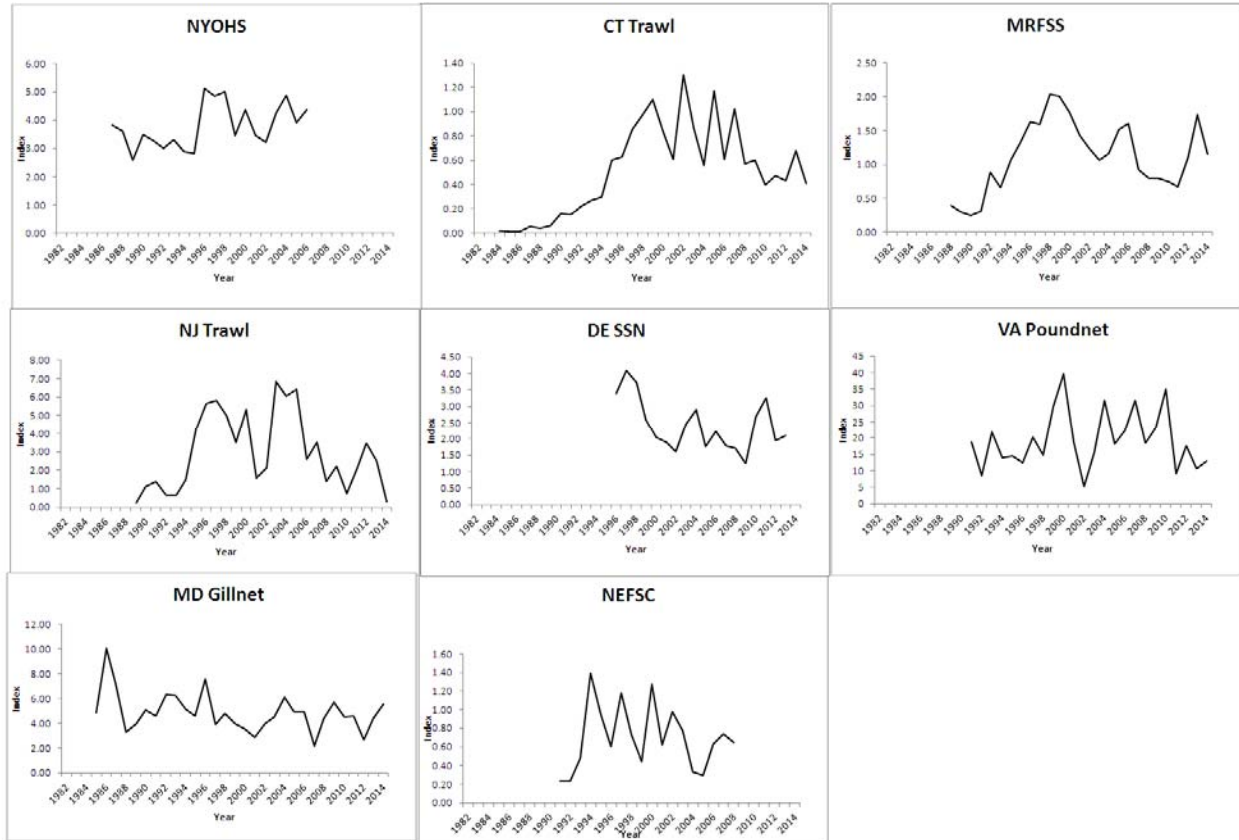 NYOHS
6.00
5.00
4.00
3.00
2.00
1.00
0.00
Index
1982 1984 1986 1988 1990 1992 1994 1996 1998 2000 2002 2004 2006 2008 2010 2012 2014
Year
CT Trawl
1.40
1.20
1.00
0.80
0.60
0.40
0.20
0.00
Index
1982 1984 1986 1988 1990 1992 1994 1996 1998 2000 2002 2004 2006 2008 2010 2012 2014
Year
MRFSS
2.50
2.00
1.50
1.00
0.50
0.00
Index
1982 1984 1986 1988 1990 1992 1994 1996 1998 2000 2002 2004 2006 2008 2010 2012 2014
Year
NJ Trawl
8.00
7.00
6.00
5.00
4.00
3.00
2.00
1.00
0.00
Index
1982 1984 1986 1988 1990 1992 1994 1996 1998 2000 2002 2004 2006 2008 2010 2012 2014
Year
DE SSN
4.50
4.00
3.50
3.00
2.50
2.00
1.50
1.00
0.50
0.00
Index
1982 1984 1986 1988 1990 1992 1994 1996 1998 2000 2002 2004 2006 2008 2010 2012 2014
Year
VA Poundnet
45
40
35
30
25
20
15
10
5
0
Index
1982 1984 1986 1988 1990 1992 1994 1996 1998 2000 2002 2004 2006 2008 2010 2012 2014
Year
MD Gillnet
12.00
10.00
8.00
6.00
4.00
2.00
0.00
Index
1982 1984 1986 1988 1990 1992 1994 1996 1998 2000 2002 2004 2006 2008 2010 2012 2014
Year
NEFSC
1.60
1.40
1.20
1.00
0.80
0.60
0.40
0.20
0.00
Index
1982 1984 1986 1988 1990 1992 1994 1996 1998 2000 2002 2004 2006 2008 2010 2012 2014
Year